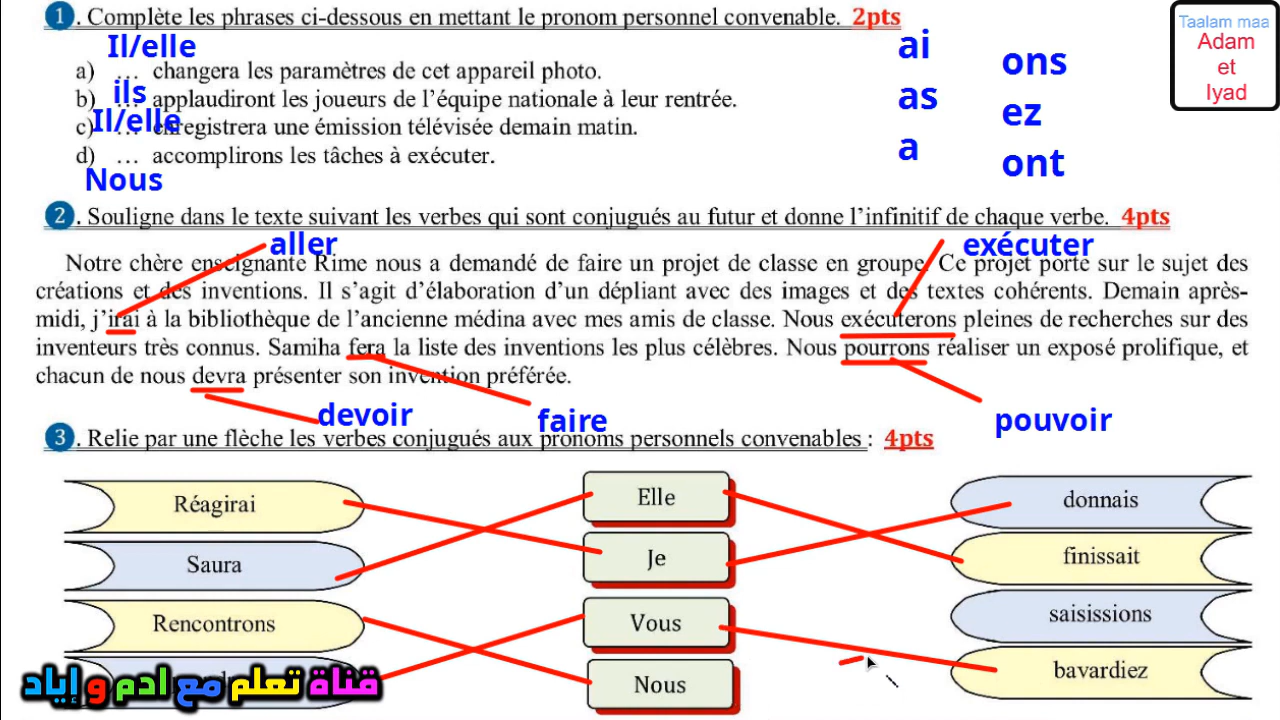 1. Complète les phrases ci-dessous en mettant le pronom personnel convenable. 2pts
Il/elle
a) … changera les paramètres de cet appareil photo.
ils
b) … applaudiront les joueurs de l’équipe nationale à leur rentrée.
Il/elle
c) … enregistrera une émission télévisée demain matin.
d) … accomplirons les tâches à exécuter.
Nous
ai
as
a
ons
ez
ont
Taalam maa
Adam
et
Iyad
2. Souligne dans le texte suivant les verbes qui sont conjugués au futur et donne l’infinitif de chaque verbe. 4pts
aller
exécuter
Notre chère enseignante Rime nous a demandé de faire un projet de classe en groupe. Ce projet porte sur le sujet des
créations et des inventions. Il s’agit d’élaboration d’un dépliant avec des images et des textes cohérents. Demain après-
midi, j’irai à la bibliothèque de l’ancienne médina avec mes amis de classe. Nous exécuterons pleines de recherches sur des
inventeurs très connus. Samiha fera la liste des inventions les plus célèbres. Nous pourrons réaliser un exposé prolifique, et
chacun de nous devra présenter son invention préférée.
devoir
faire
pouvoir
3. Relie par une flèche les verbes conjugués aux pronoms personnels convenables : 4pts
Réagirai
Elle
donnais
Saura
Je
finissait
Rencontrons
Vous
saisissions
Nous
bavardiez
قناة تعلم مع ادم و إياد